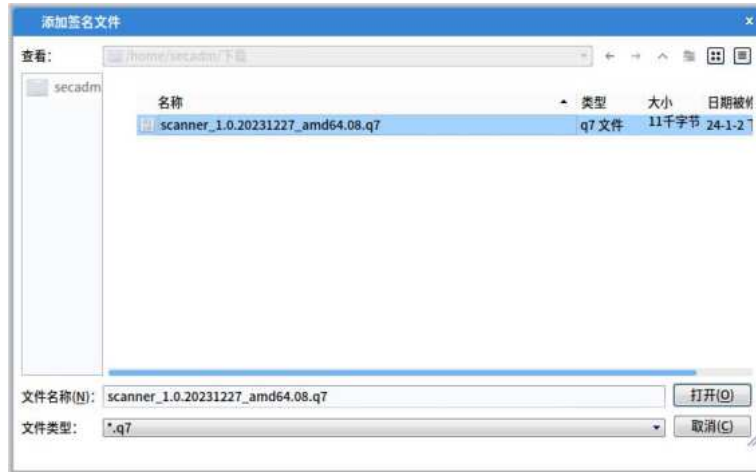 添加签名文件 x
查看: /home/secadm/下载
secadm
名称 类型 大小 日期被修
scanner_1.0.20231227_amd64.08.q7 q7 文件 11千字节 24-1-2
文件名称(N): scanner_1.0.20231227_amd64.08.q7 打开(O)
文件类型: *.q7 取消(C)